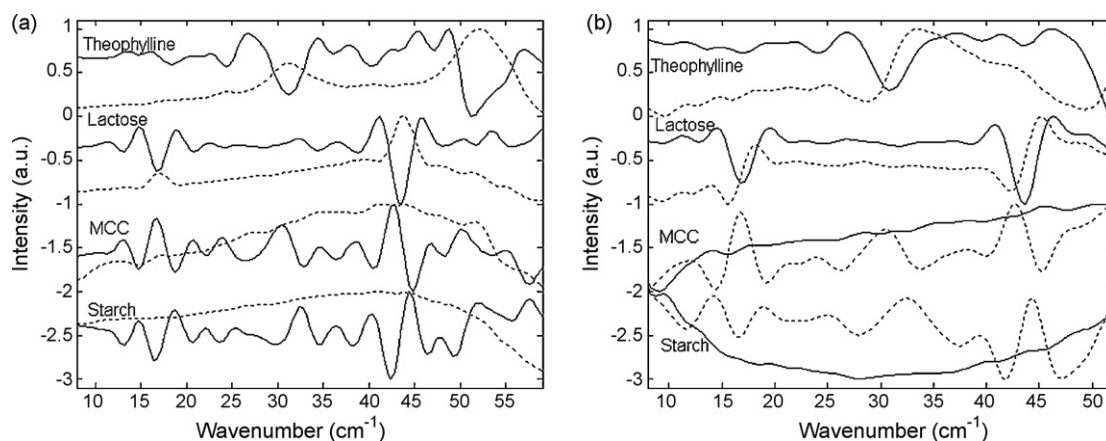 (a)
Intensity (a.u.)
1
0.5
0
-0.5
-1
-1.5
-2
-2.5
-3
Theophylline
Lactose
MCC
Starch
10 15 20 25 30 35 40 45 50 55
Wavenumber (cm⁻¹)
(b)
Intensity (a.u.)
1
0.5
0
-0.5
-1
-1.5
-2
-2.5
-3
Theophylline
Lactose
MCC
Starch
10 15 20 25 30 35 40 45 50
Wavenumber (cm⁻¹)